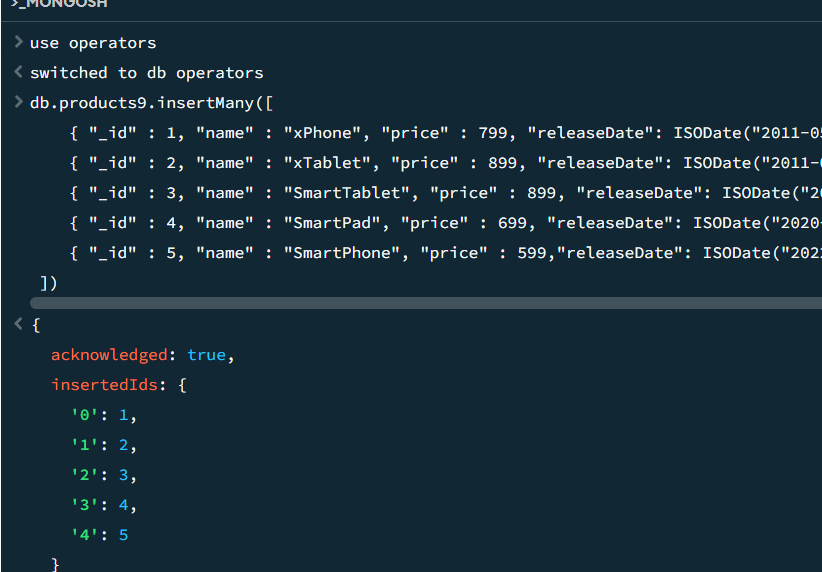 >_MONGOSH
> use operators
< switched to db operators
> db.products9.insertMany([
{ "_id" : 1, "name" : "xPhone", "price" : 799, "releaseDate": ISODate("2011-05
{ "_id" : 2, "name" : "xTablet", "price" : 899, "releaseDate": ISODate("2011-
{ "_id" : 3, "name" : "SmartTablet", "price" : 899, "releaseDate": ISODate("20
{ "_id" : 4, "name" : "SmartPad", "price" : 699, "releaseDate": ISODate("2020-
{ "_id" : 5, "name" : "SmartPhone", "price" : 599,"releaseDate": ISODate("202
])
< {
acknowledged: true,
insertedIds: {
'0': 1,
'1': 2,
'2': 3,
'3': 4,
'4': 5
}